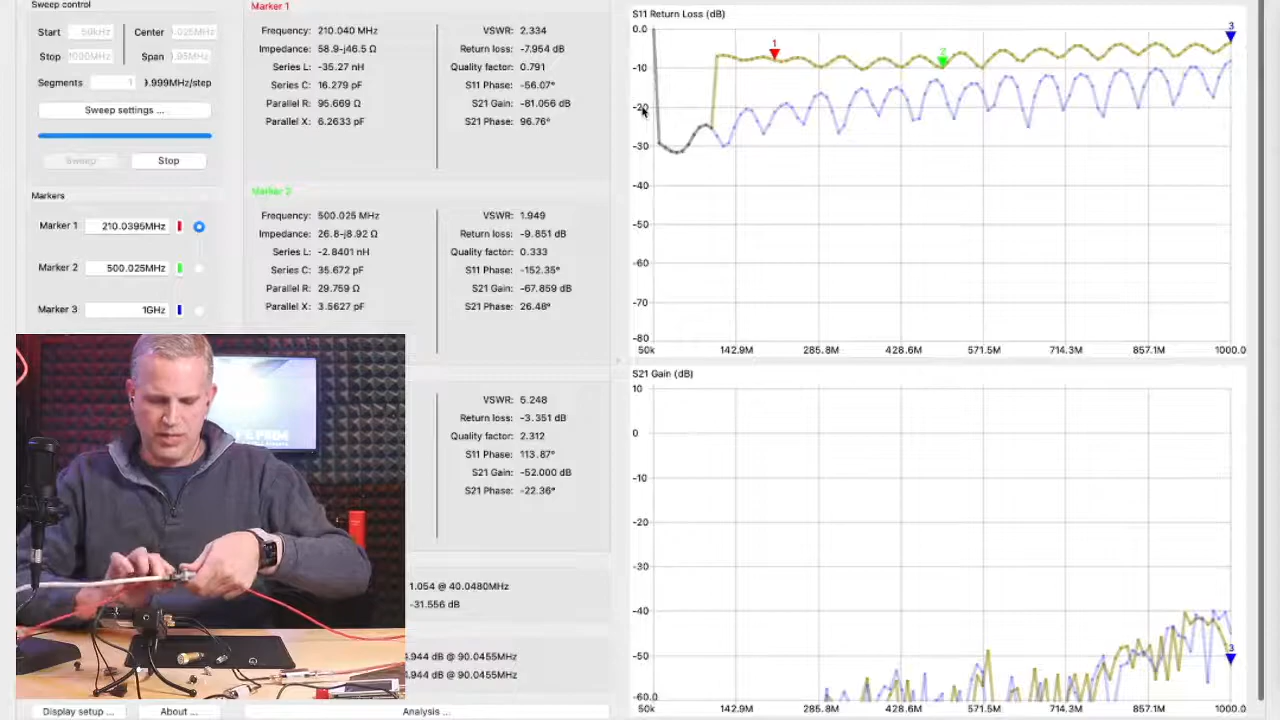 Sweep control
Start 50kHz Center
Stop 1000MHz Span
Segments 1 9.999MHz/step
Sweep settings ...
Sweep Stop
Markers
Marker 1 210.0395MHz
Marker 2 500.025MHz
Marker 3 1GHz
Marker 1
Frequency: 210.040 MHz
Impedance: 58.9-j46.5 Ω
Series L: -35.27 nH
Series C: 16.279 pF
Parallel R: 95.669 Ω
Parallel X: 6.2633 pF
VSWR: 2.334
Return loss: -7.954 dB
Quality factor: 0.791
S11 Phase: -56.07°
S21 Gain: -81.056 dB
S21 Phase: 96.76°
Marker 2
Frequency: 500.025 MHz
Impedance: 26.8-j8.92 Ω
Series L: -2.8401 nH
Series C: 35.672 pF
Parallel R: 29.759 Ω
Parallel X: 3.5627 pF
VSWR: 1.949
Return loss: -9.851 dB
Quality factor: 0.333
S11 Phase: -152.35°
S21 Gain: -67.859 dB
S21 Phase: 26.48°
VSWR: 5.248
Return loss: -3.351 dB
Quality factor: 2.312
S11 Phase: 113.87°
S21 Gain: -52.000 dB
S21 Phase: -22.36°
1.054 @ 40.0480MHz
-31.556 dB
.944 dB @ 90.0455MHz
.944 dB @ 90.0455MHz
Display setup ... About ... Analysis ...
S11 Return Loss (dB)
0.0
-10
-20
-30
-40
-50
-60
-70
-80
1
2
3
50k 142.9M 285.8M 428.6M 571.5M 714.3M 857.1M 1000.0
S21 Gain (dB)
10
0
-10
-20
-30
-40
-50
-60.0
3
50k 142.9M 285.8M 428.6M 571.5M 714.3M 857.1M 1000.0